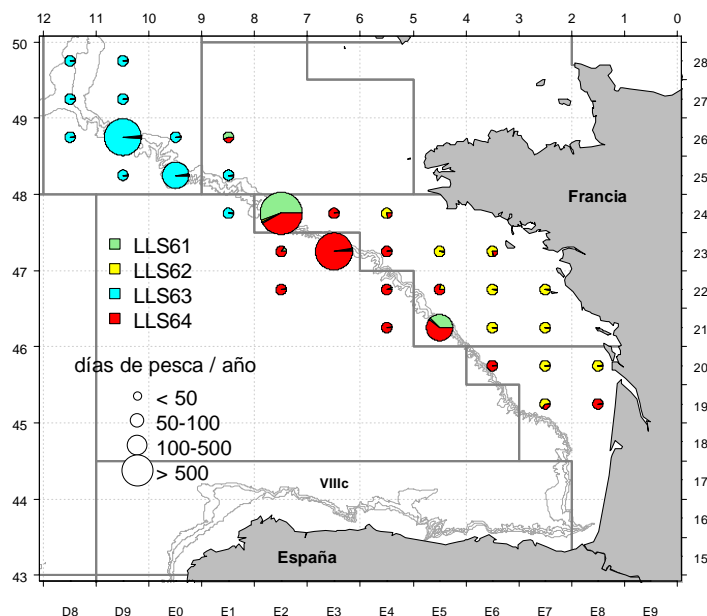 12 11 10 9 8 7 6 5 4 3 2 1 0
50 28
27
49 26
25
48 Francia 24
LLS61 23
47 LLS62
LLS63 22
LLS64 21
46
días de pesca / año 20
< 50
45 50-100 19
100-500 18
44 > 500 VIIIc 17
16
España 15
43
D8 D9 E0 E1 E2 E3 E4 E5 E6 E7 E8 E9